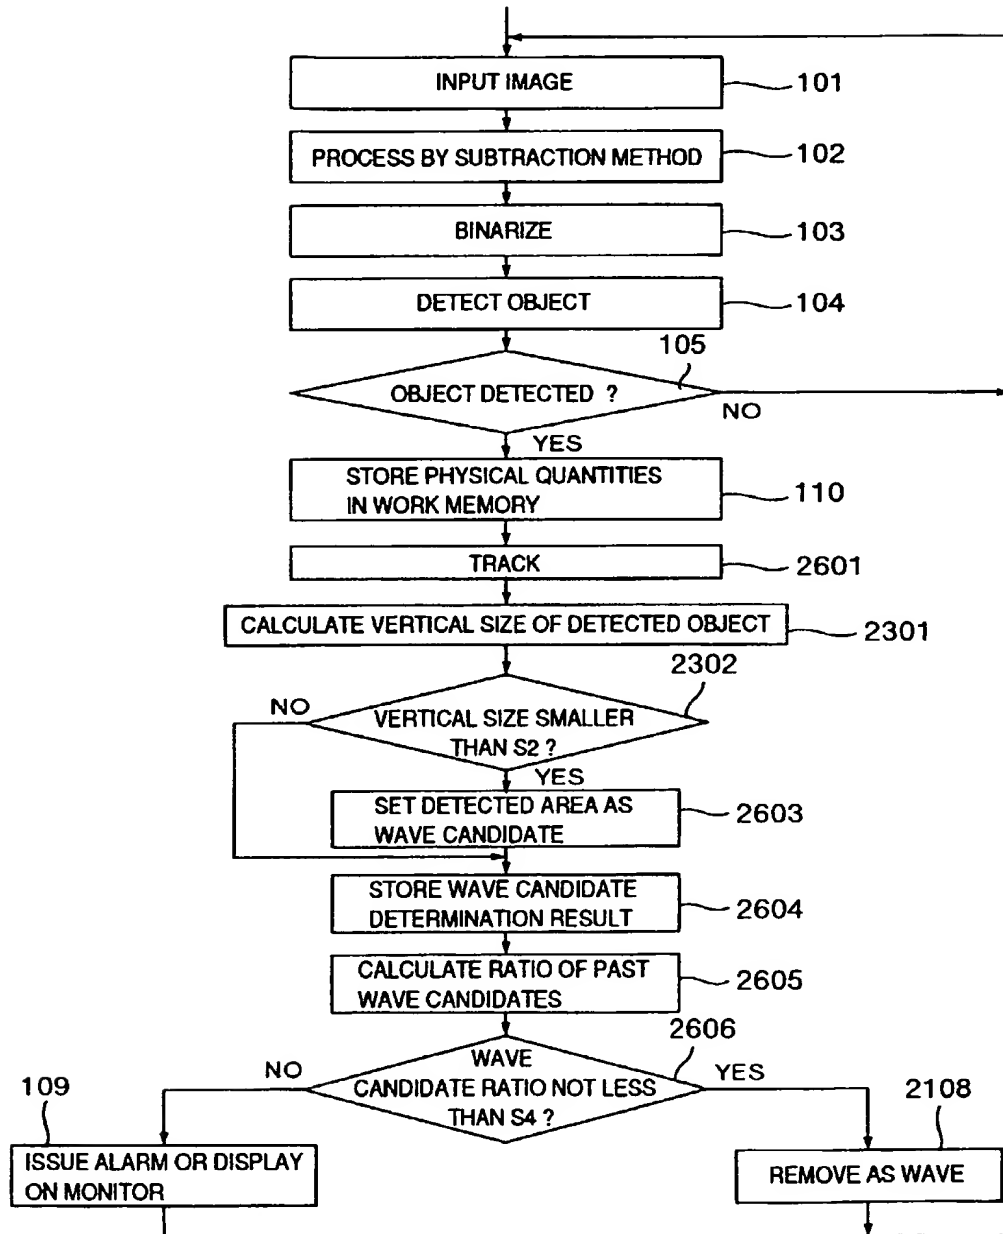 INPUT IMAGE
101
PROCESS BY SUBTRACTION METHOD
102
BINARIZE
103
DETECT OBJECT
104
105
OBJECT DETECTED ?
NO
YES
STORE PHYSICAL QUANTITIES
IN WORK MEMORY
110
TRACK
2601
CALCULATE VERTICAL SIZE OF DETECTED OBJECT
2301
2302
NO
VERTICAL SIZE SMALLER
THAN S2 ?
YES
SET DETECTED AREA AS
WAVE CANDIDATE
2603
STORE WAVE CANDIDATE
DETERMINATION RESULT
2604
CALCULATE RATIO OF PAST
WAVE CANDIDATES
2605
2606
NO
WAVE
CANDIDATE RATIO NOT LESS
THAN S4 ?
YES
109
2108
ISSUE ALARM OR DISPLAY
ON MONITOR
REMOVE AS WAVE